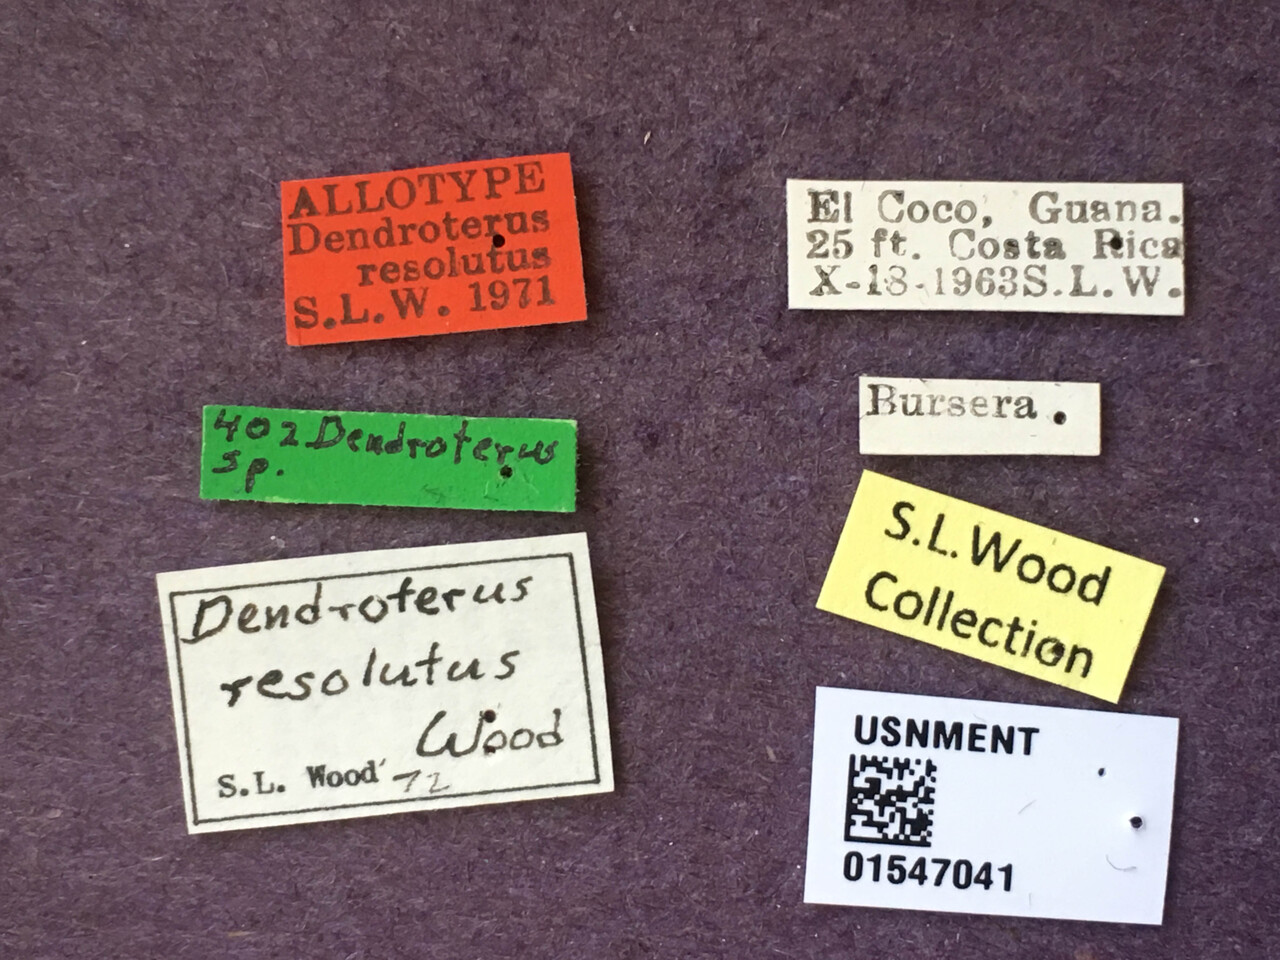 ALLOTYPE
Dendroterus
resolutus
S.L.W. 1971
402 Dendroterus
sp.
Dendroterus
resolutus
Wood
S.L. Wood '72
El Coco, Guana.
25 ft. Costa Rica
X-18-1963S.L.W.
Bursera
S.L. Wood
Collection
USNMENT
01547041